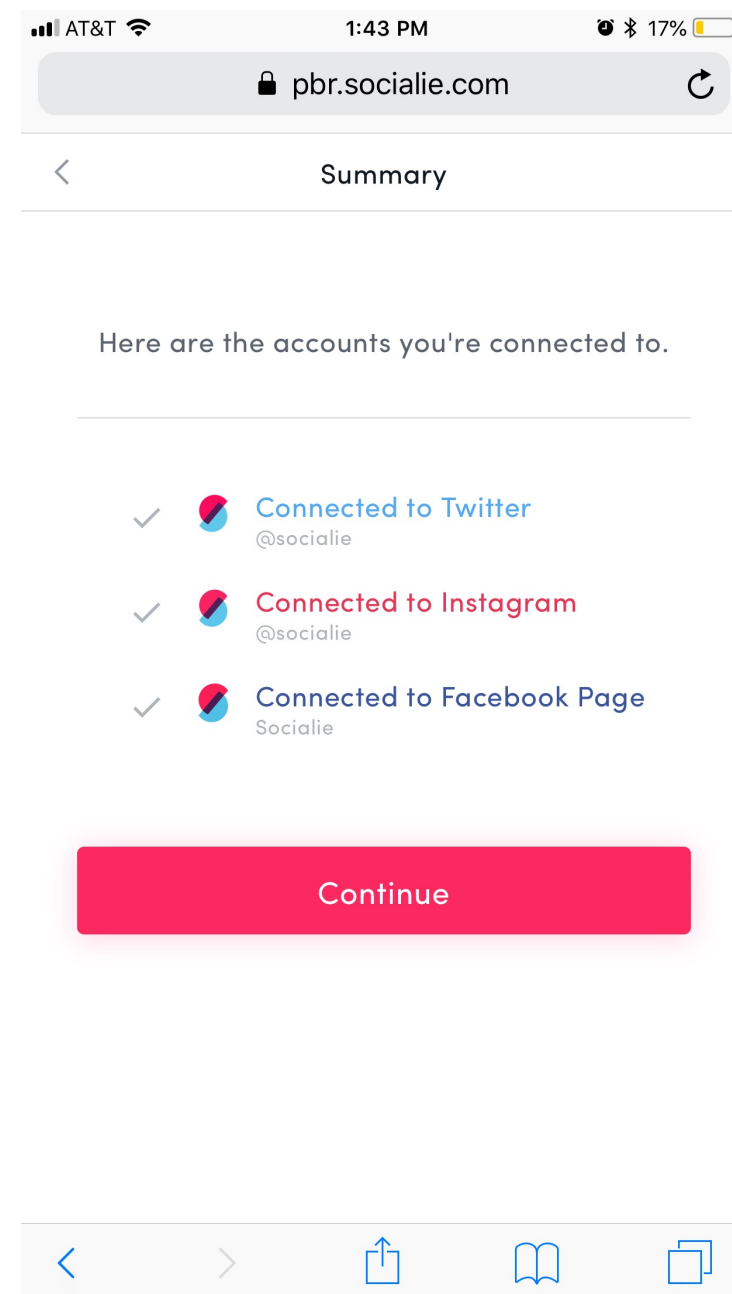 AT&T 1:43 PM 17%
pbr.socialie.com
Summary
Here are the accounts you're connected to.
Connected to Twitter
@socialie
Connected to Instagram
@socialie
Connected to Facebook Page
Socialie
Continue